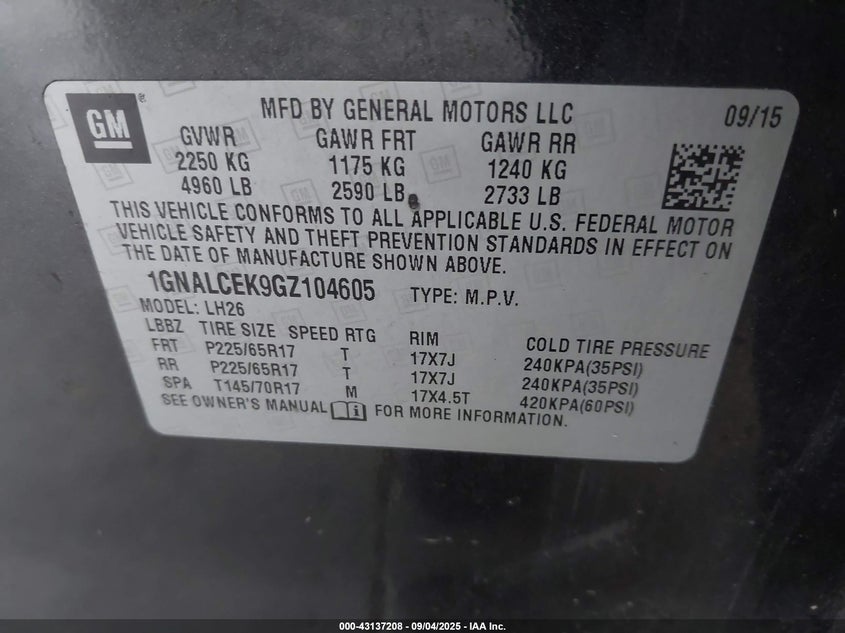 GM ®
MFD BY GENERAL MOTORS LLC 09/15
GVWR GAWR FRT GAWR RR
2250 KG 1175 KG 1240 KG
4960 LB 2590 LB 2733 LB
THIS VEHICLE CONFORMS TO ALL APPLICABLE U.S. FEDERAL MOTOR
VEHICLE SAFETY AND THEFT PREVENTION STANDARDS IN EFFECT ON
THE DATE OF MANUFACTURE SHOWN ABOVE.
1GNALCEK9GZ104605 TYPE: M.P.V.
MODEL: LH26
LBBZ TIRE SIZE SPEED RTG RIM COLD TIRE PRESSURE
FRT P225/65R17 T 17X7J 240KPA(35PSI)
RR P225/65R17 T 17X7J 240KPA(35PSI)
SPA T145/70R17 M 17X4.5T 420KPA(60PSI)
SEE OWNER'S MANUAL FOR MORE INFORMATION.
000-43137208 - 09/04/2025 - IAA Inc.